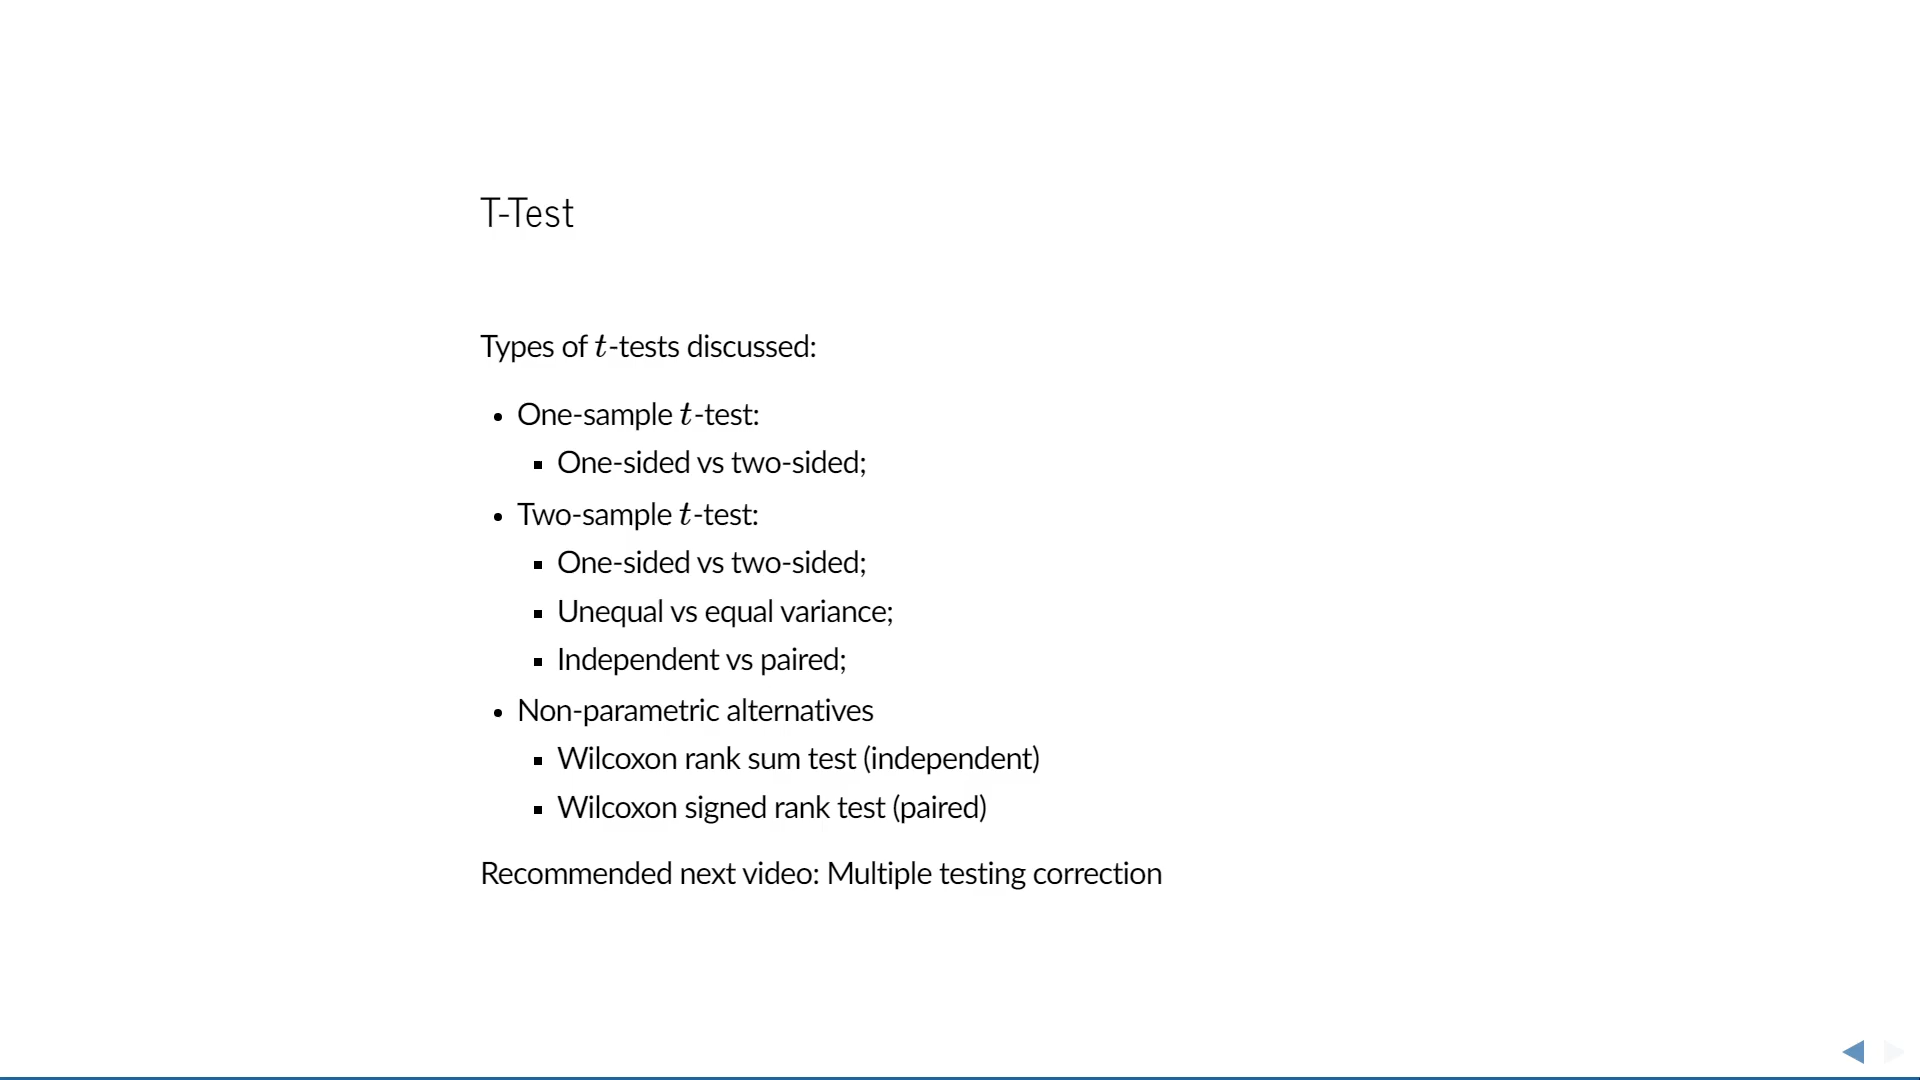 T-Test
Types of t-tests discussed:
One-sample t-test:
One-sided vs two-sided;
Two-sample t-test:
One-sided vs two-sided;
Unequal vs equal variance;
Independent vs paired;
Non-parametric alternatives
Wilcoxon rank sum test (independent)
Wilcoxon signed rank test (paired)
Recommended next video: Multiple testing correction